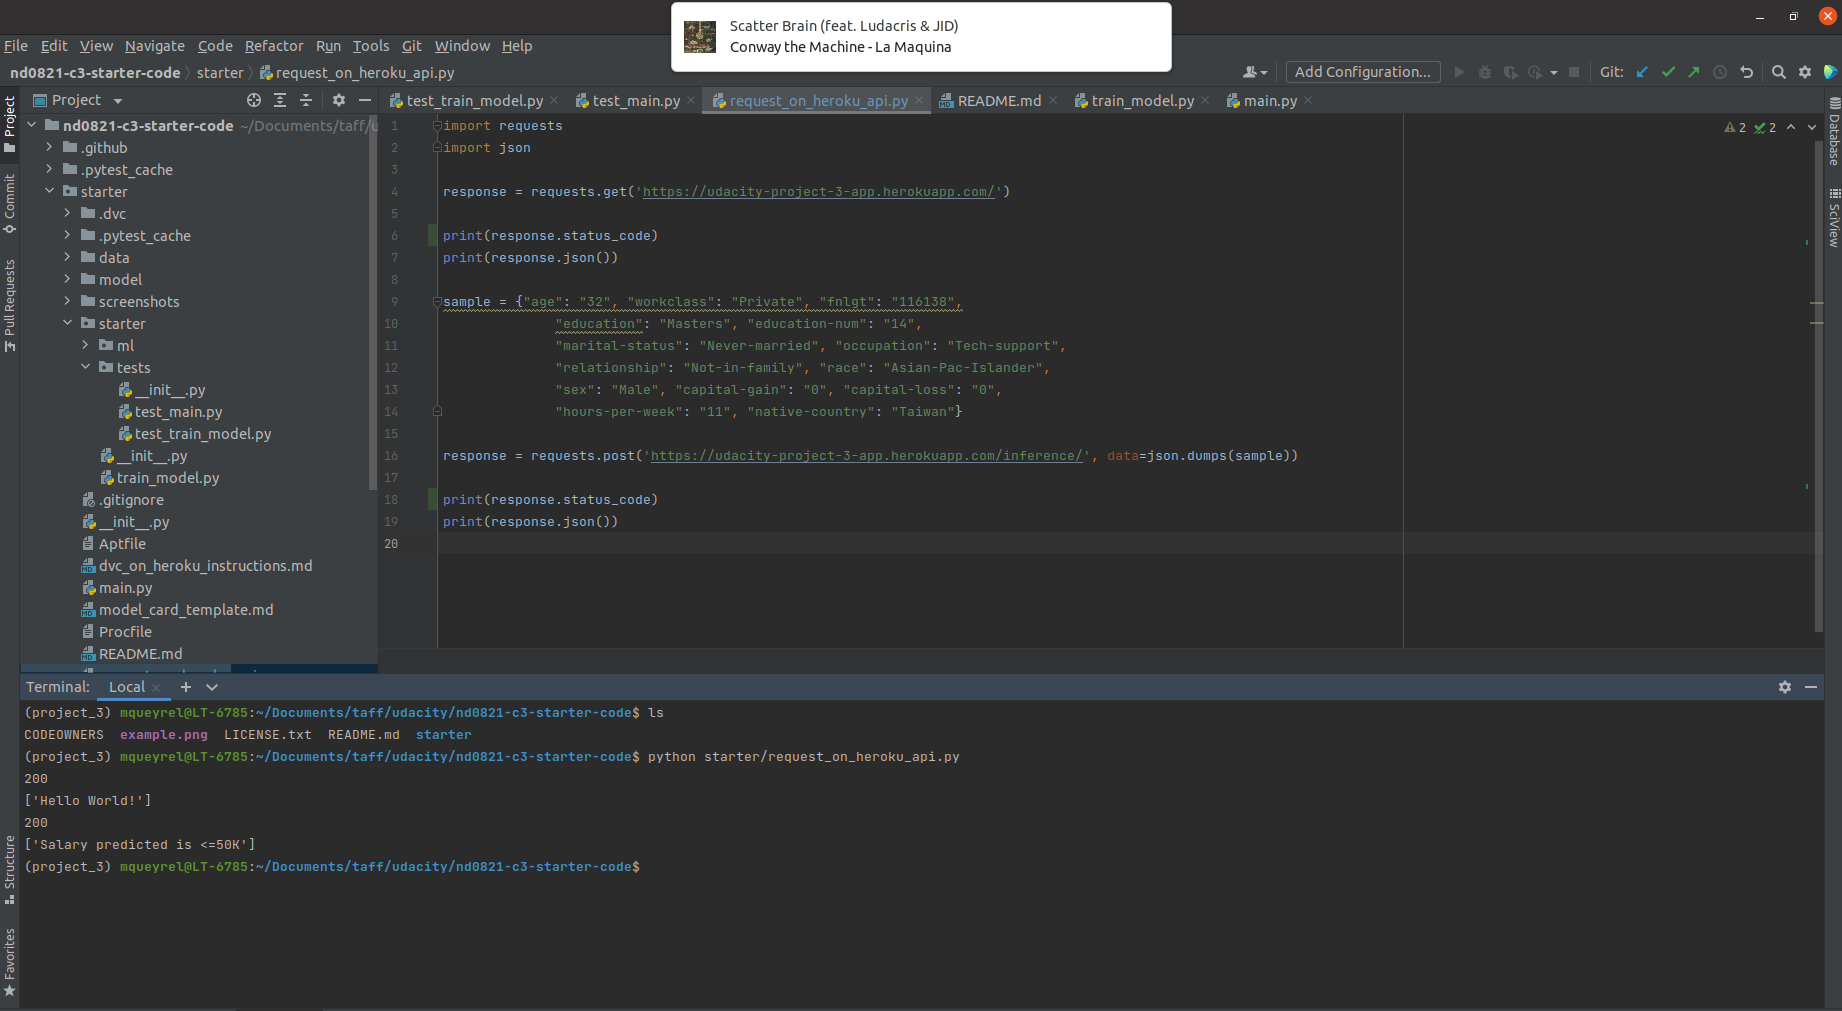 Scatter Brain (feat. Ludacris & JID)
Conway the Machine - La Maquina
File Edit View Navigate Code Refactor Run Tools Git Window Help
nd0821-c3-starter-code starter request_on_heroku_api.py
Add Configuration... Git:
Project
test_train_model.py test_main.py request_on_heroku_api.py README.md train_model.py main.py
Project
Commit
Pull Requests
Structure
Favorites
Database
SciView
nd0821-c3-starter-code ~/Documents/taff/u
.github
.pytest_cache
starter
.dvc
.pytest_cache
data
model
screenshots
starter
ml
tests
__init__.py
test_main.py
test_train_model.py
__init__.py
train_model.py
.gitignore
__init__.py
Aptfile
dvc_on_heroku_instructions.md
main.py
model_card_template.md
Procfile
README.md
2 2
1 import requests
2 import json
3
4 response = requests.get('https://udacity-project-3-app.herokuapp.com/')
5
6 print(response.status_code)
7 print(response.json())
8
9 sample = {"age": "32", "workclass": "Private", "fnlgt": "116138",
10 "education": "Masters", "education-num": "14",
11 "marital-status": "Never-married", "occupation": "Tech-support",
12 "relationship": "Not-in-family", "race": "Asian-Pac-Islander",
13 "sex": "Male", "capital-gain": "0", "capital-loss": "0",
14 "hours-per-week": "11", "native-country": "Taiwan"}
15
16 response = requests.post('https://udacity-project-3-app.herokuapp.com/inference/', data=json.dumps(sample))
17
18 print(response.status_code)
19 print(response.json())
20
Terminal: Local
(project_3) mqueyrel@LT-6785:~/Documents/taff/udacity/nd0821-c3-starter-code$ ls
CODEOWNERS example.png LICENSE.txt README.md starter
(project_3) mqueyrel@LT-6785:~/Documents/taff/udacity/nd0821-c3-starter-code$ python starter/request_on_heroku_api.py
200
['Hello World!']
200
['Salary predicted is <=50K']
(project_3) mqueyrel@LT-6785:~/Documents/taff/udacity/nd0821-c3-starter-code$